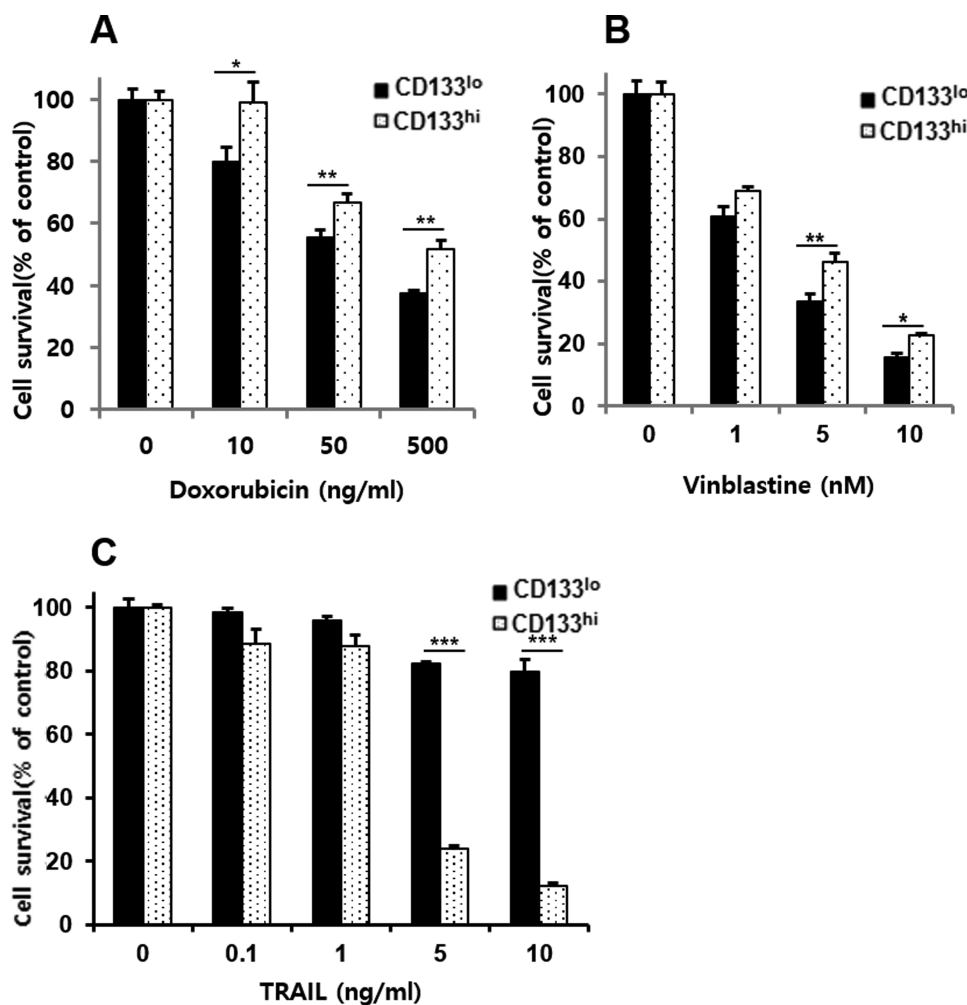 A
*
CD133lo
CD133hi
**
**
100
80
60
40
20
0
Cell survival(% of control)
0 10 50 500
Doxorubicin (ng/ml)
B
CD133lo
CD133hi
**
*
100
80
60
40
20
0
Cell survival(% of control)
0 1 5 10
Vinblastine (nM)
C
CD133lo
CD133hi
*** ***
100
80
60
40
20
0
Cell survival(% of control)
0 0.1 1 5 10
TRAIL (ng/ml)